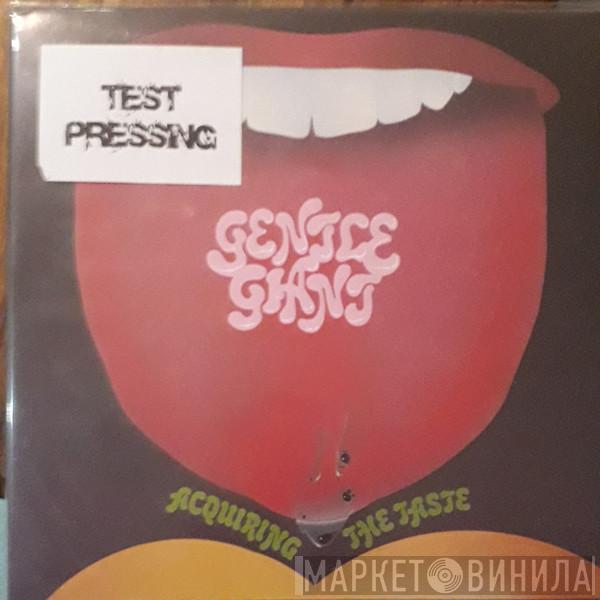 TEST
PRESSING
GENTLE
GIANT
ACQUIRING THE TASTE
МАРКЕТ ВИНИЛА